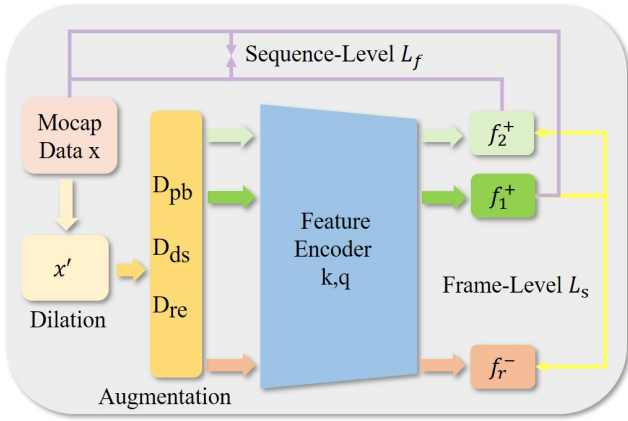 Sequence-Level L_f
Mocap
Data x
x′
Dilation
D_pb
D_ds
D_re
Augmentation
Feature
Encoder
k,q
f_2^+
f_1^+
Frame-Level L_s
f_r^-